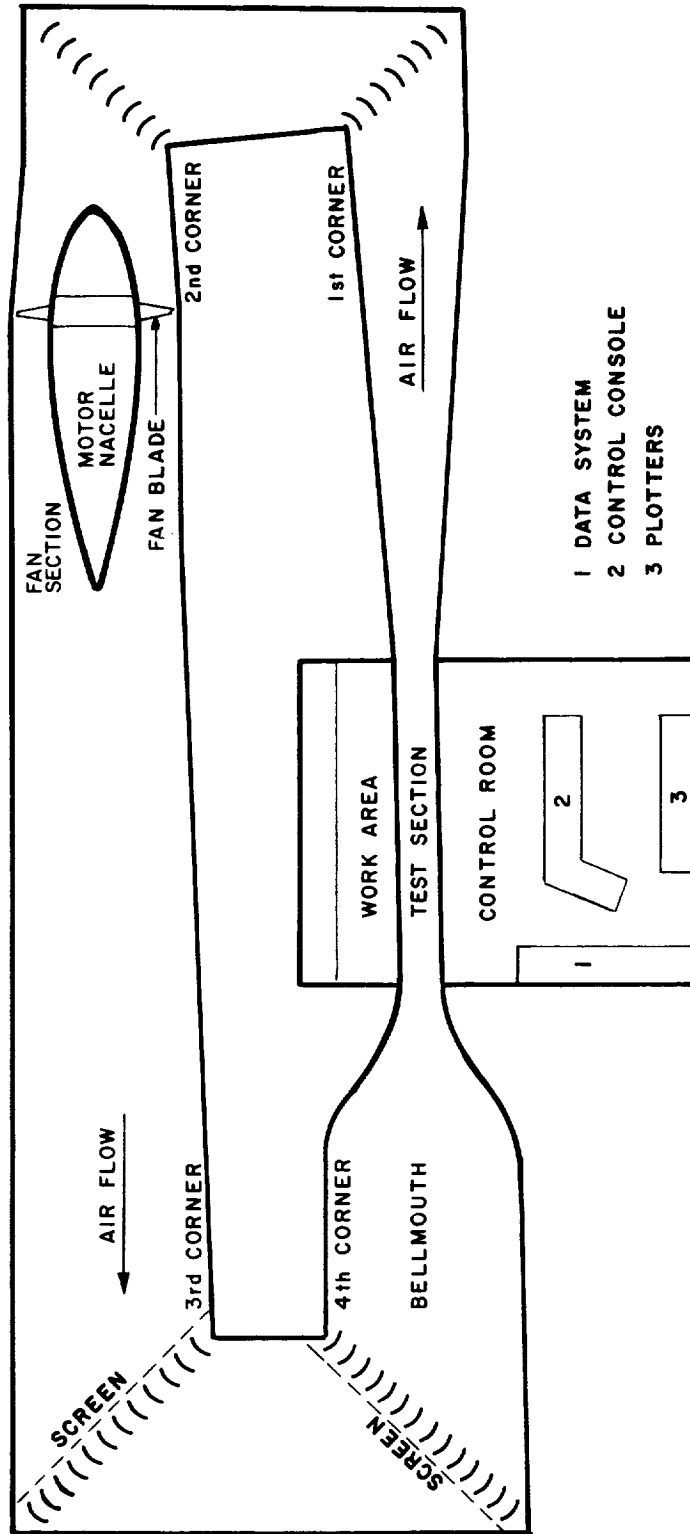 FAN
SECTION
MOTOR
NACELLE
FAN BLADE
2nd CORNER
1st CORNER
AIR FLOW
AIR FLOW
3rd CORNER
4th CORNER
SCREEN
SCREEN
BELLMOUTH
WORK AREA
TEST SECTION
CONTROL ROOM
1
2
3
1 DATA SYSTEM
2 CONTROL CONSOLE
3 PLOTTERS